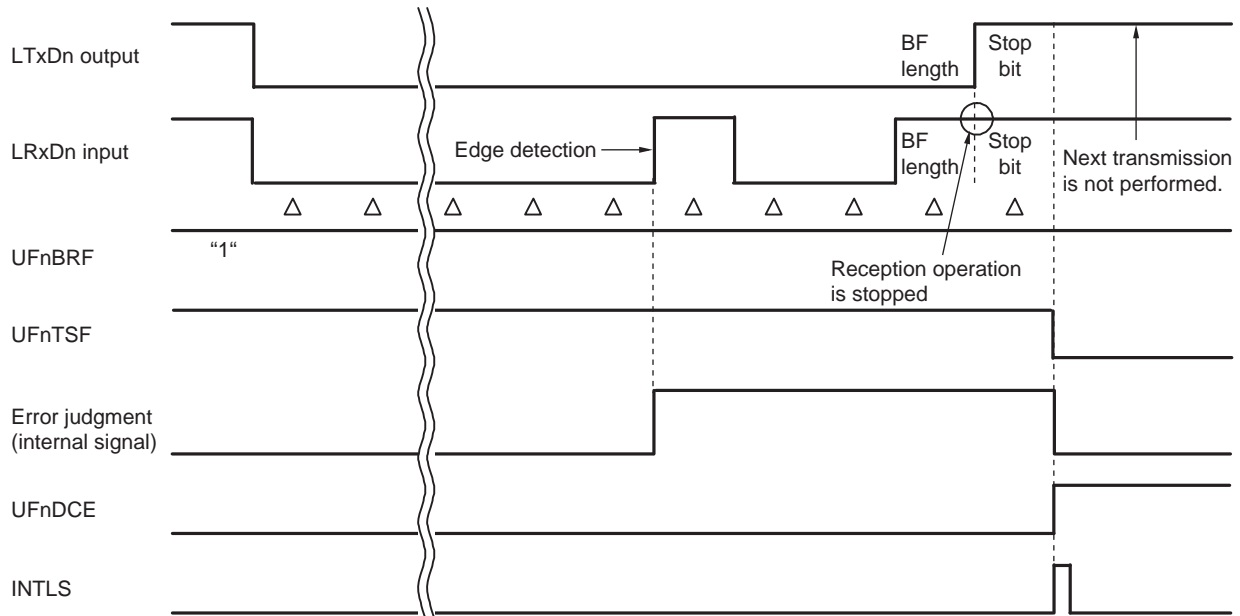 LTxDn output
BF
length
Stop
bit
LRxDn input
Edge detection
BF
length
Stop
bit
Next transmission
is not performed.
UFnBRF
“1“
Reception operation
is stopped
UFnTSF
Error judgment
(internal signal)
UFnDCE
INTLS